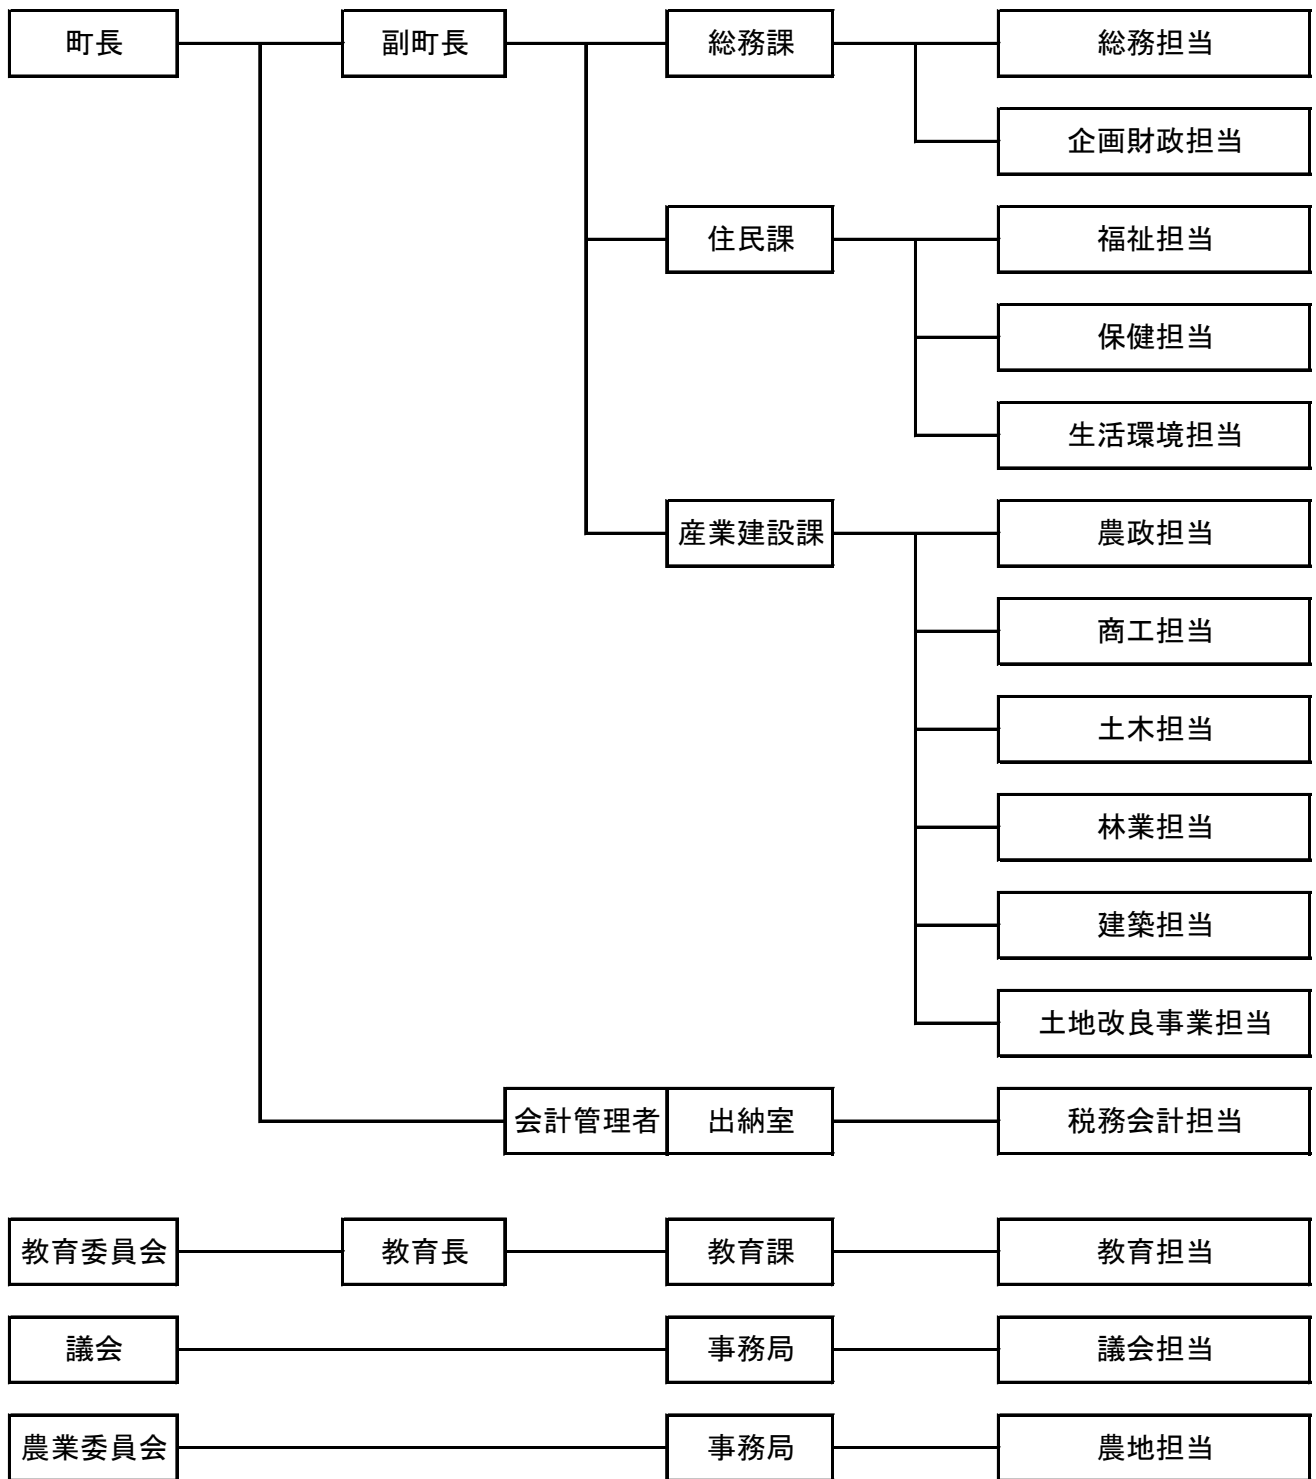 町長
副町長
総務課
総務担当
企画財政担当
住民課
福祉担当
保健担当
生活環境担当
産業建設課
農政担当
商工担当
土木担当
林業担当
建築担当
土地改良事業担当
会計管理者
出納室
税務会計担当
教育委員会
教育長
教育課
教育担当
議会
事務局
議会担当
農業委員会
事務局
農地担当